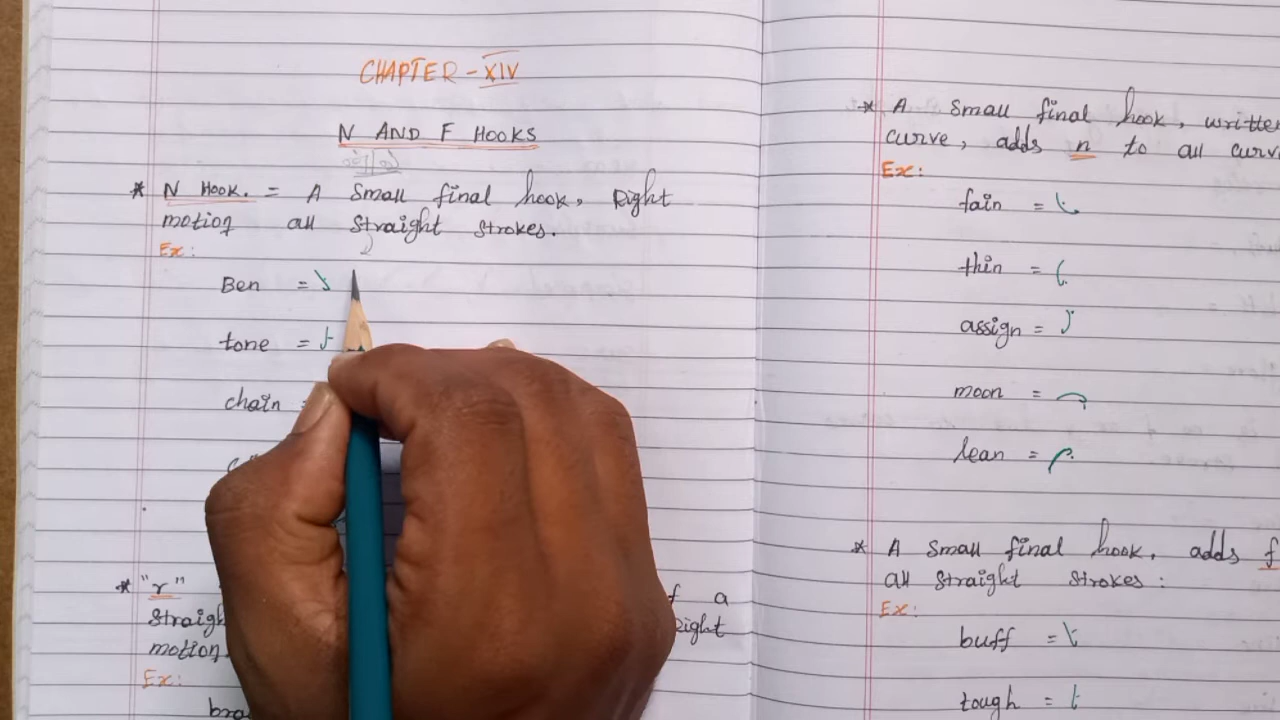 CHAPTER - XIV
N AND F HOOKS
* N HOOK. = A Small final hook, Right
motion all Straight Strokes.
Ex:
Ben =
tone =
chain =
* "r" f a
Straigh Right
motion.
Ex:
bra
* A Small final hook, written
curve, adds n to all curv
Ex:
fain =
thin =
assign =
moon =
lean =
* A Small final hook, adds f
all straight strokes:
Ex:
buff =
tough =